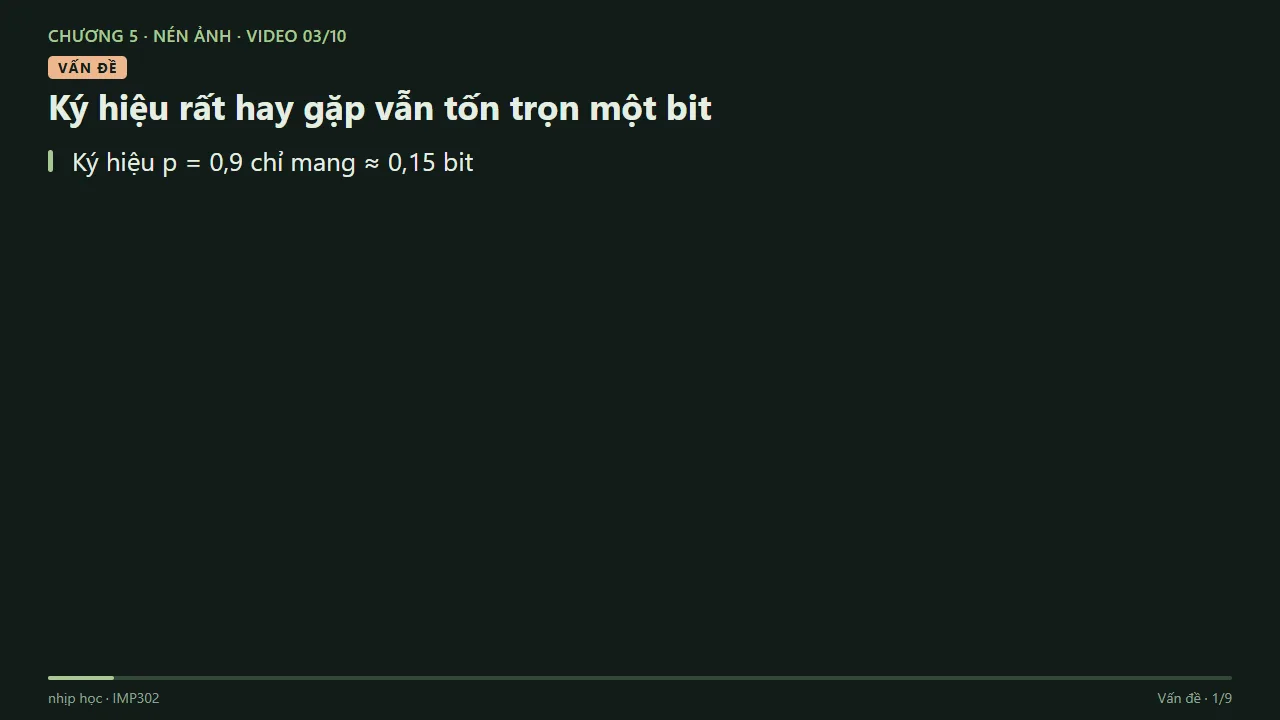 CHƯƠNG 5 · NÉN ẢNH · VIDEO 03/10
VẤN ĐỀ
Ký hiệu rất hay gặp vẫn tốn trọn một bit
Ký hiệu p = 0,9 chỉ mang ≈ 0,15 bit
nhịp học · IMP302
Vấn đề · 1/9